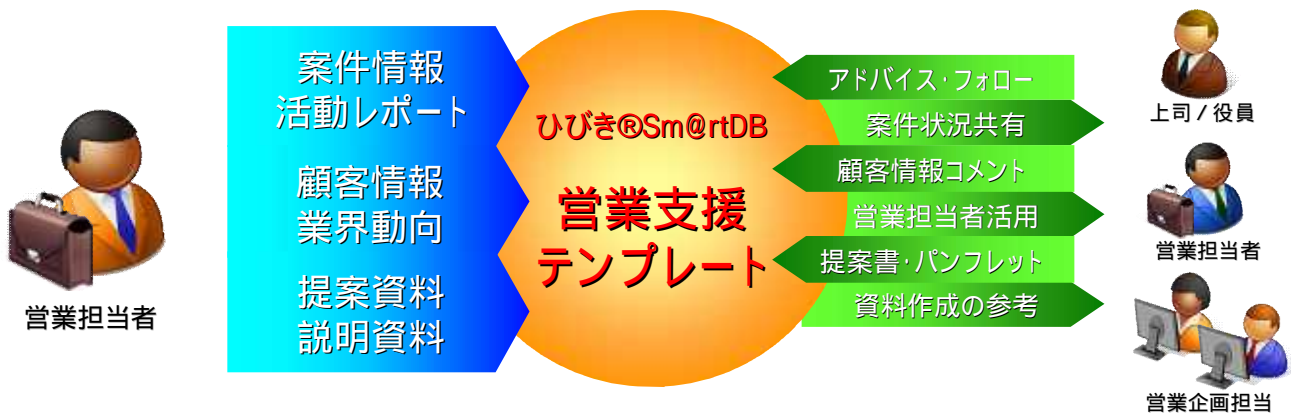 営業担当者
案件情報
活動レポート
顧客情報
業界動向
提案資料
説明資料
ひびき®Sm@rtDB
営業支援
テンプレート
アドバイス・フォロー
案件状況共有
顧客情報コメント
営業担当者活用
提案書・パンフレット
資料作成の参考
上司/役員
営業担当者
営業企画担当